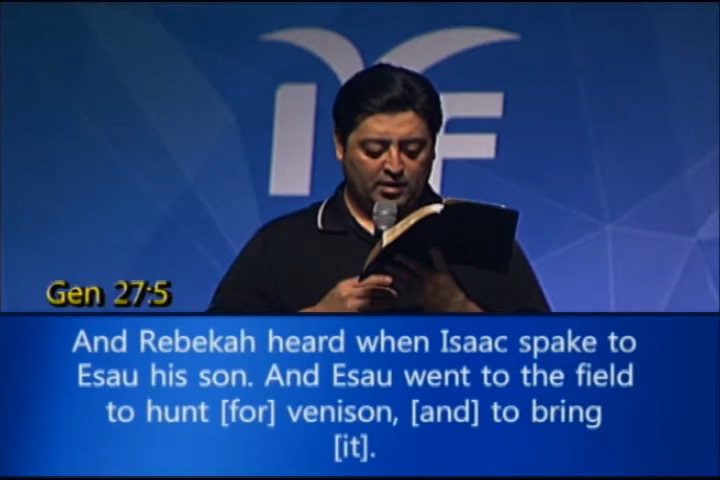 I F
Gen 27:5
And Rebekah heard when Isaac spake to
Esau his son. And Esau went to the field
to hunt [for] venison, [and] to bring
[it].